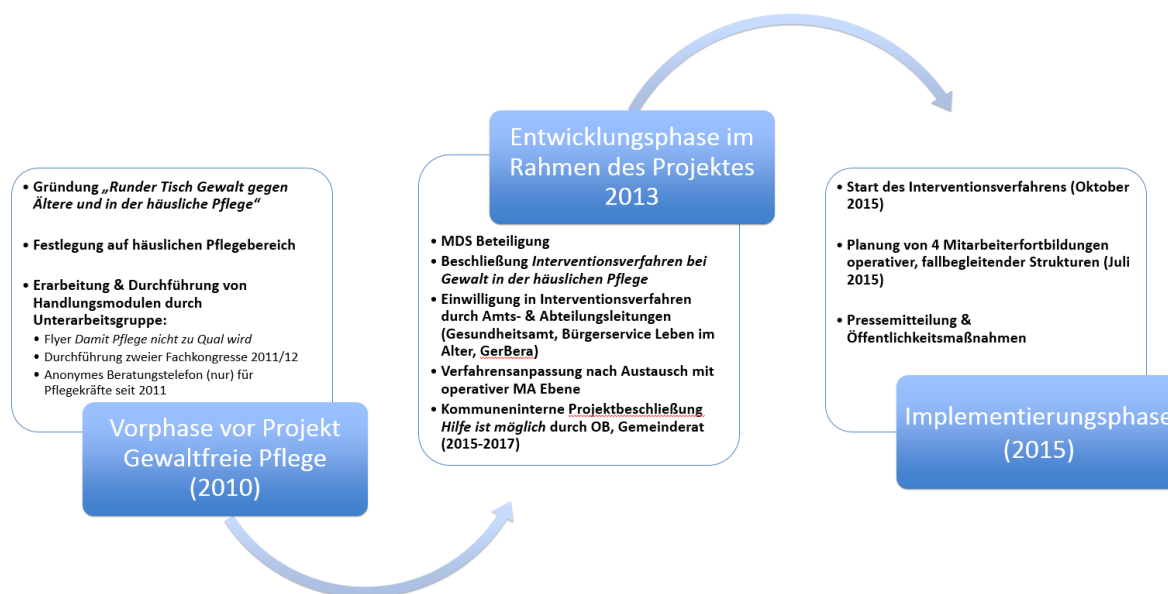 • Gründung „Runder Tisch Gewalt gegen
Ältere und in der häusliche Pflege“
• Festlegung auf häuslichen Pflegebereich
• Erarbeitung & Durchführung von
Handlungsmodulen durch
Unterarbeitsgruppe:
• Flyer Damit Pflege nicht zu Qual wird
• Durchführung zweier Fachkongresse 2011/12
• Anonymes Beratungstelefon (nur) für
Pflegekräfte seit 2011
Vorphase vor Projekt
Gewaltfreie Pflege
(2010)
Entwicklungsphase im
Rahmen des Projektes
2013
• MDS Beteiligung
• Beschließung Interventionsverfahren bei
Gewalt in der häuslichen Pflege
• Einwilligung in Interventionsverfahren
durch Amts- & Abteilungsleitungen
(Gesundheitsamt, Bürgerservice Leben im
Alter, GerBera)
• Verfahrensanpassung nach Austausch mit
operativer MA Ebene
• Kommuneninterne Projektbeschließung
Hilfe ist möglich durch OB, Gemeinderat
(2015-2017)
• Start des Interventionsverfahrens (Oktober
2015)
• Planung von 4 Mitarbeiterfortbildungen
operativer, fallbegleitender Strukturen (Juli
2015)
• Pressemitteilung &
Öffentlichkeitsmaßnahmen
Implementierungsphase
(2015)